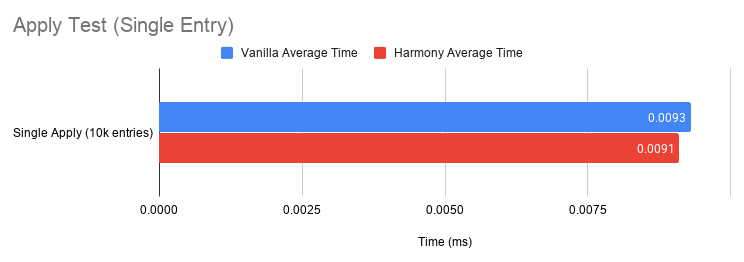 Apply Test (Single Entry)
Vanilla Average Time
Harmony Average Time
Single Apply (10k entries)
0.0093
0.0091
0.0000
0.0025
0.0050
0.0075
Time (ms)